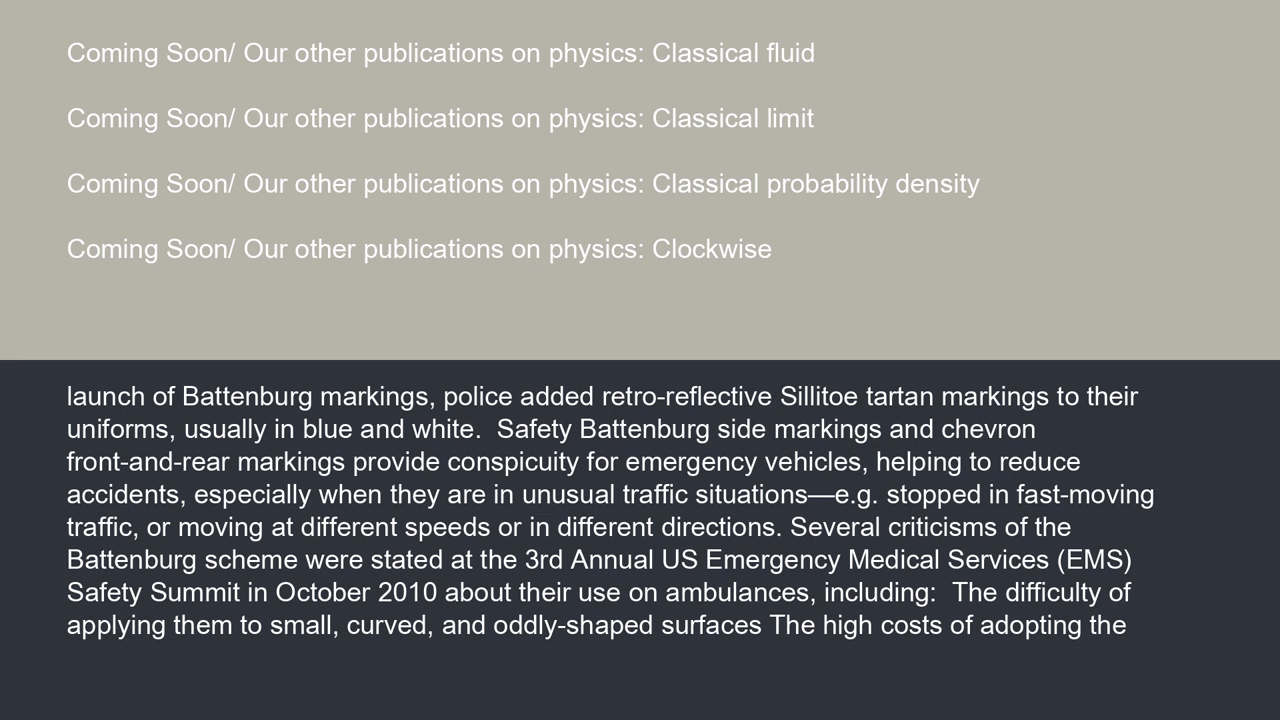 Coming Soon/ Our other publications on physics: Classical fluid
Coming Soon/ Our other publications on physics: Classical limit
Coming Soon/ Our other publications on physics: Classical probability density
Coming Soon/ Our other publications on physics: Clockwise
launch of Battenburg markings, police added retro-reflective Sillitoe tartan markings to their
uniforms, usually in blue and white.  Safety Battenburg side markings and chevron
front-and-rear markings provide conspicuity for emergency vehicles, helping to reduce
accidents, especially when they are in unusual traffic situations—e.g. stopped in fast-moving
traffic, or moving at different speeds or in different directions. Several criticisms of the
Battenburg scheme were stated at the 3rd Annual US Emergency Medical Services (EMS)
Safety Summit in October 2010 about their use on ambulances, including:  The difficulty of
applying them to small, curved, and oddly-shaped surfaces The high costs of adopting the